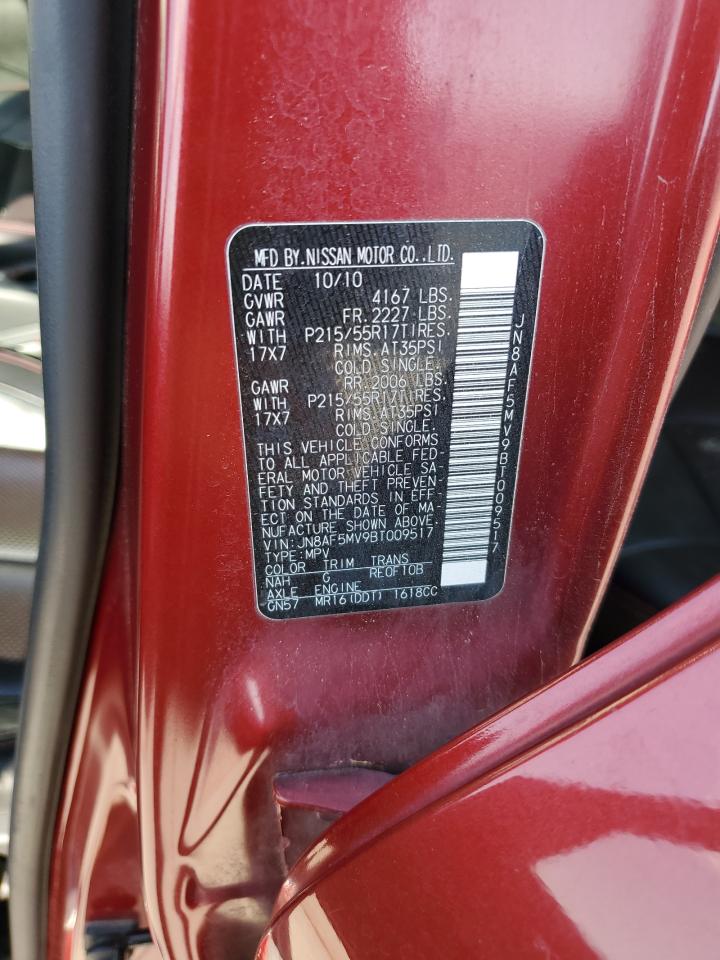 MFD BY.NISSAN MOTOR CO.,LTD.
DATE 10/10
GVWR 4167 LBS.
GAWR FR. 2227 LBS.
WITH P215/55R17TIRES.
17X7 RIMS. AT35PSI
COLD SINGLE.
GAWR RR. 2006 LBS.
WITH P215/55R17TIRES.
17X7 RIMS. AT35PSI
COLD SINGLE.
THIS VEHICLE CONFORMS
TO ALL APPLICABLE FED-
ERAL MOTOR VEHICLE SA
FETY AND THEFT PREVEN
TION STANDARDS IN EFF-
ECT ON THE DATE OF MA
NUFACTURE SHOWN ABOVE.
VIN:JN8AF5MV9BT009517
TYPE:MPV
COLOR TRIM TRANS
NAH G RE0F10B
AXLE ENGINE
GN57 MR16(DDT) 1618CC
JN8AF5MV9BT009517